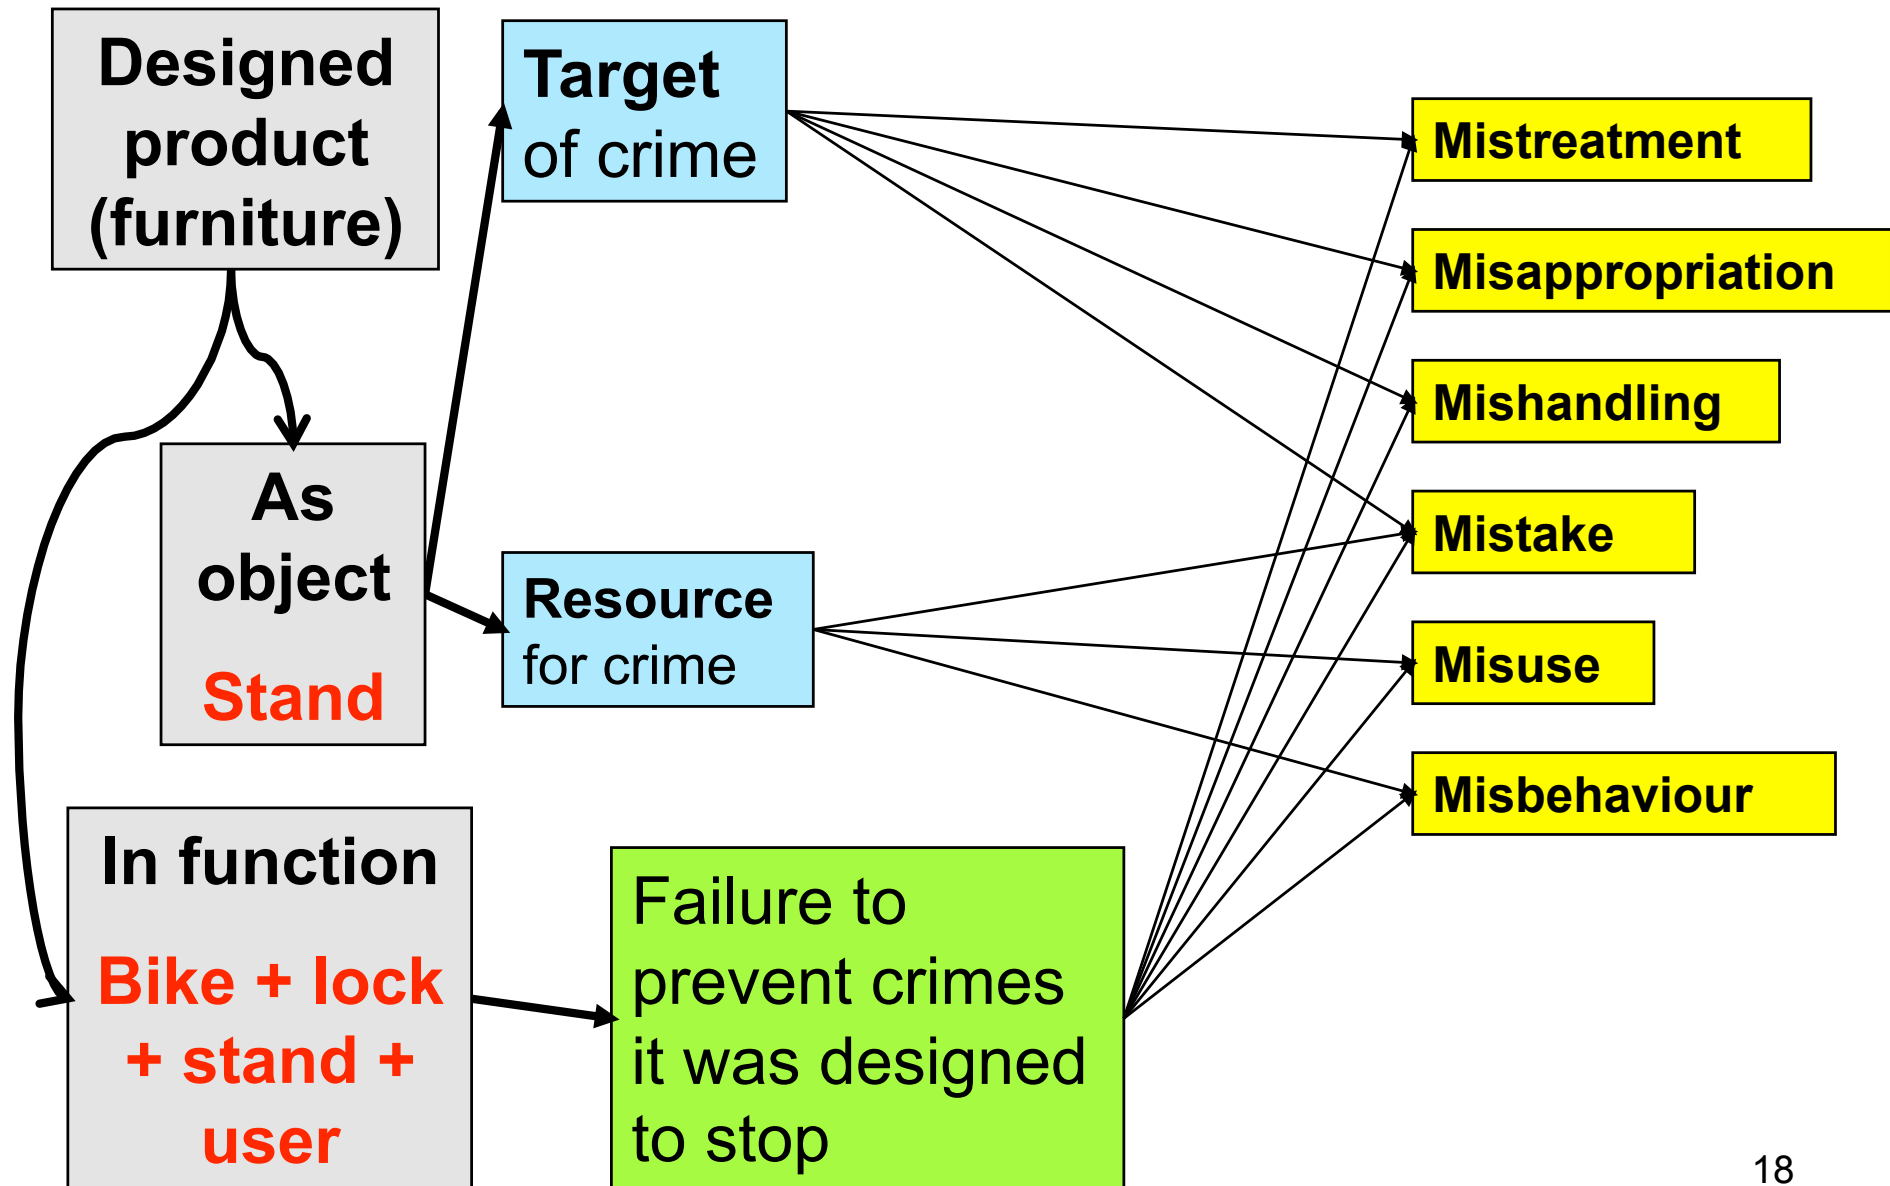 Designed
product
(furniture)
Target
of crime
As
object
Stand
Resource
for crime
In function
Bike + lock
+ stand +
user
Failure to
prevent crimes
it was designed
to stop
Mistreatment
Misappropriation
Mishandling
Mistake
Misuse
Misbehaviour
18